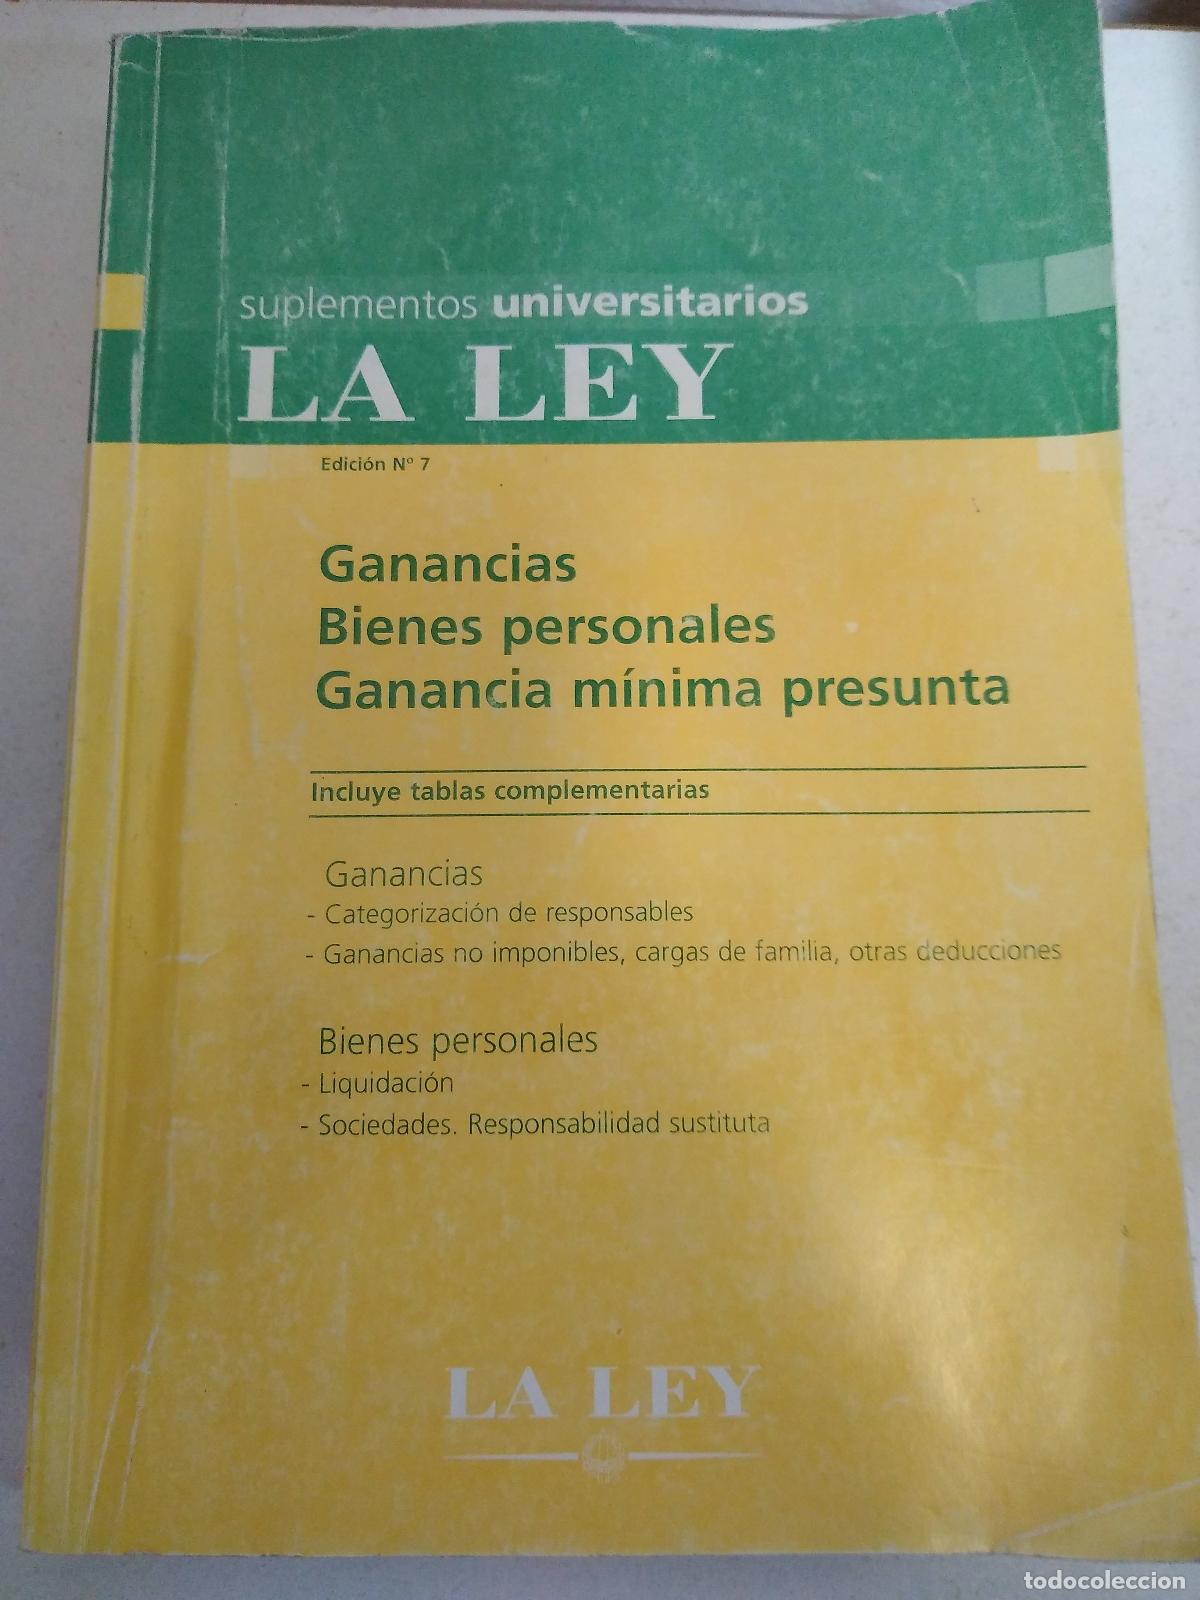 suplementos universitarios
LA LEY
Edición Nº 7
Ganancias
Bienes personales
Ganancia mínima presunta
Incluye tablas complementarias
Ganancias
- Categorización de responsables
- Ganancias no imponibles, cargas de familia, otras deducciones
Bienes personales
- Liquidación
- Sociedades. Responsabilidad sustituta
LA LEY
todocoleccion